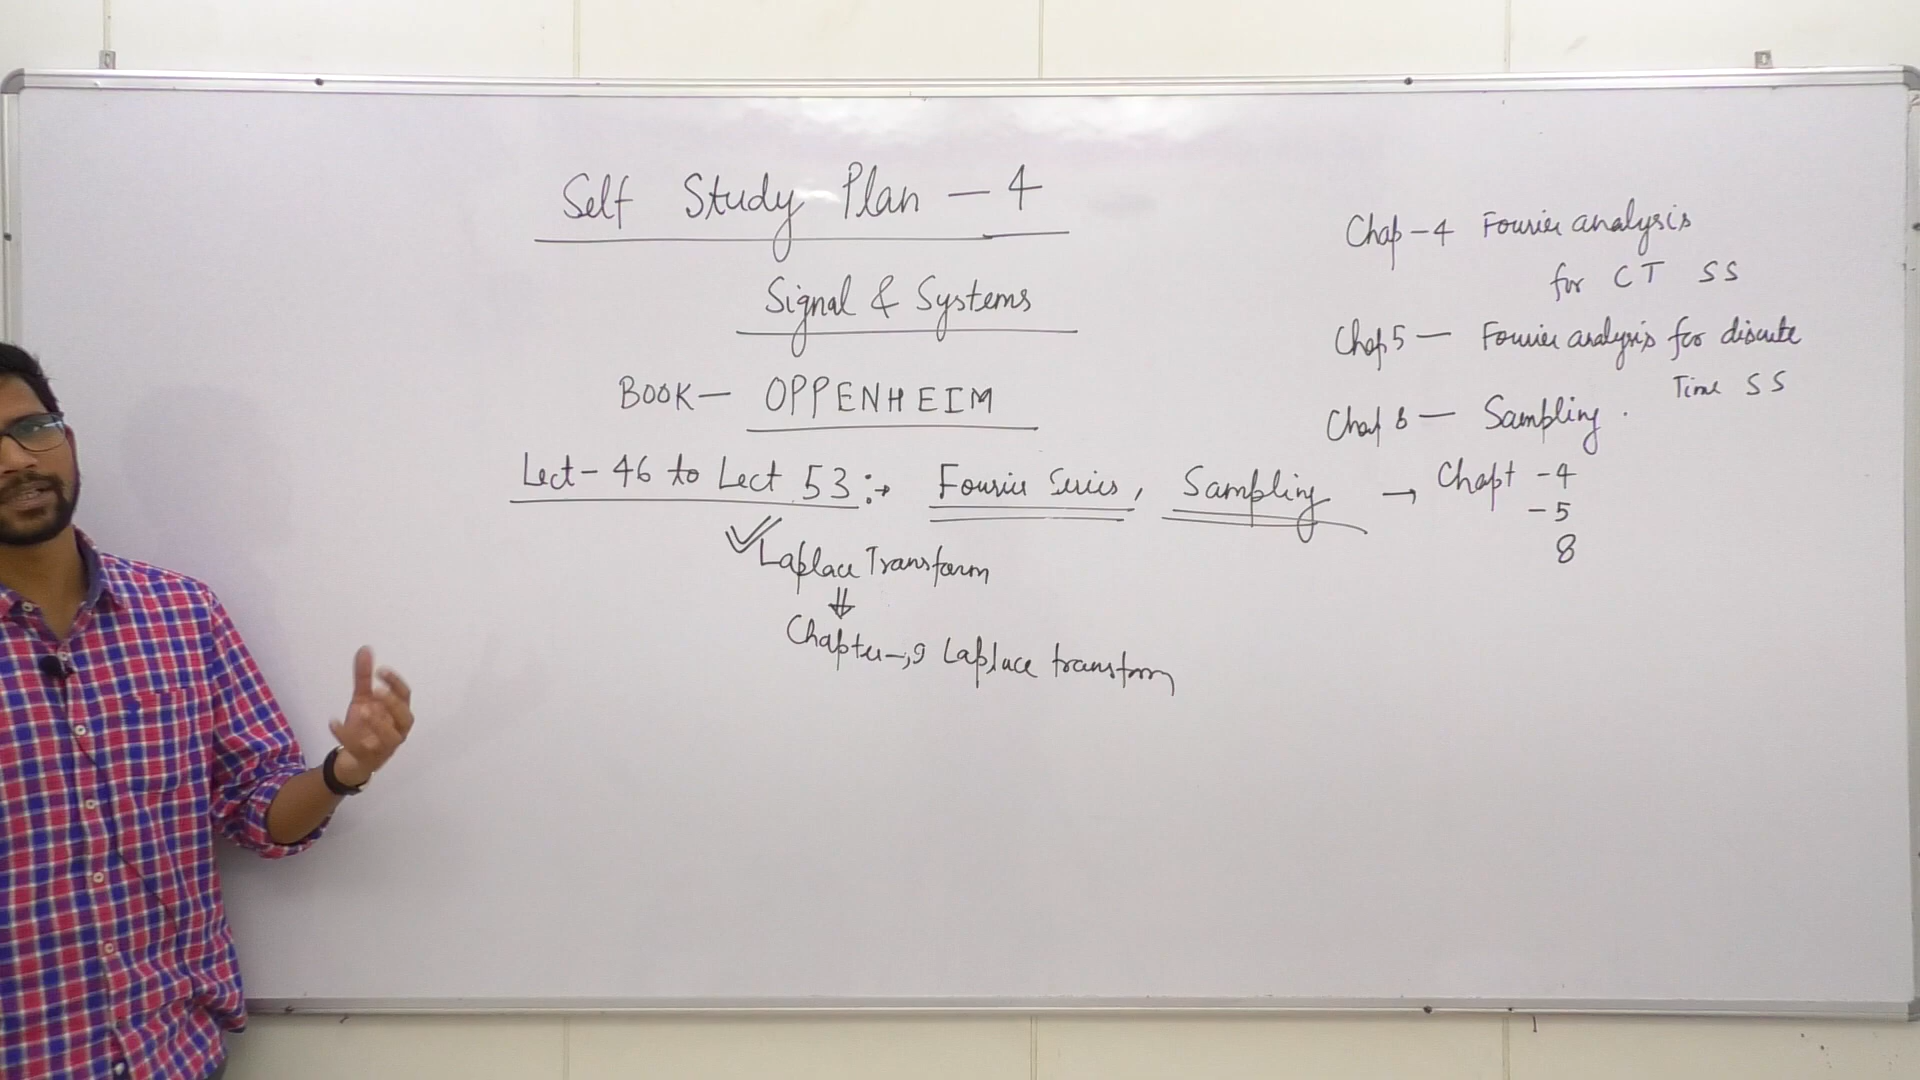 Self Study Plan - 4
Signal & Systems
BOOK - OPPENHEIM
Lect - 46 to Lect 53 :→ Fourier Series, Sampling → Chapt - 4
- 5
8
Laplace Transform
⇓
Chapter - 9 Laplace transform
Chap - 4 Fourier analysis
for CT SS
Chap 5 - Fourier analysis for discrete
Time SS
Chap 8 - Sampling.